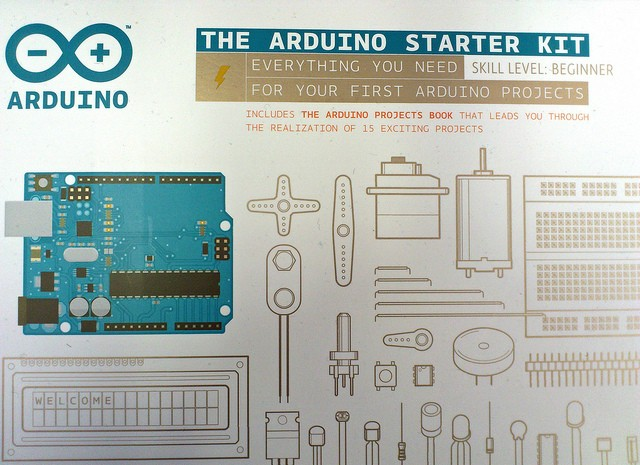 THE ARDUINO STARTER KIT
EVERYTHING YOU NEED SKILL LEVEL: BEGINNER
FOR YOUR FIRST ARDUINO PROJECTS
INCLUDES THE ARDUINO PROJECTS BOOK THAT LEADS YOU THROUGH
THE REALIZATION OF 15 EXCITING PROJECTS
TM
ARDUINO
WELCOME